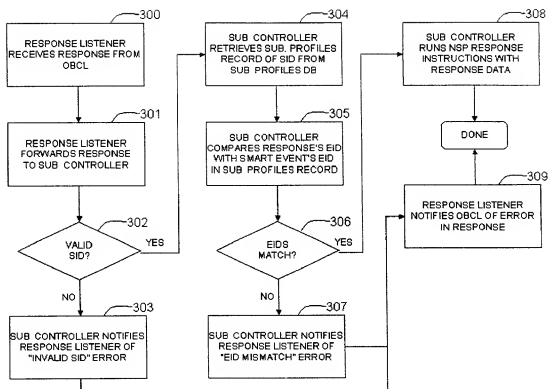 300
RESPONSE LISTENER
RECEIVES RESPONSE FROM
OBCL
301
RESPONSE LISTENER
FORWARDS RESPONSE
TO SUB CONTROLLER
302
VALID
SID?
YES
NO
303
SUB CONTROLLER NOTIFIES
RESPONSE LISTENER OF
"INVALID SID" ERROR
304
SUB CONTROLLER
RETRIEVES SUB. PROFILES
RECORD OF SID FROM
SUB PROFILES DB
305
SUB CONTROLLER
COMPARES RESPONSE'S EID
WITH SMART EVENT'S EID
IN SUB PROFILES RECORD
306
EIDS
MATCH?
YES
NO
307
SUB CONTROLLER NOTIFIES
RESPONSE LISTENER OF
"EID MISMATCH" ERROR
308
SUB CONTROLLER
RUNS NSP RESPONSE
INSTRUCTIONS WITH
RESPONSE DATA
DONE
309
RESPONSE LISTENER
NOTIFIES OBCL OF ERROR
IN RESPONSE